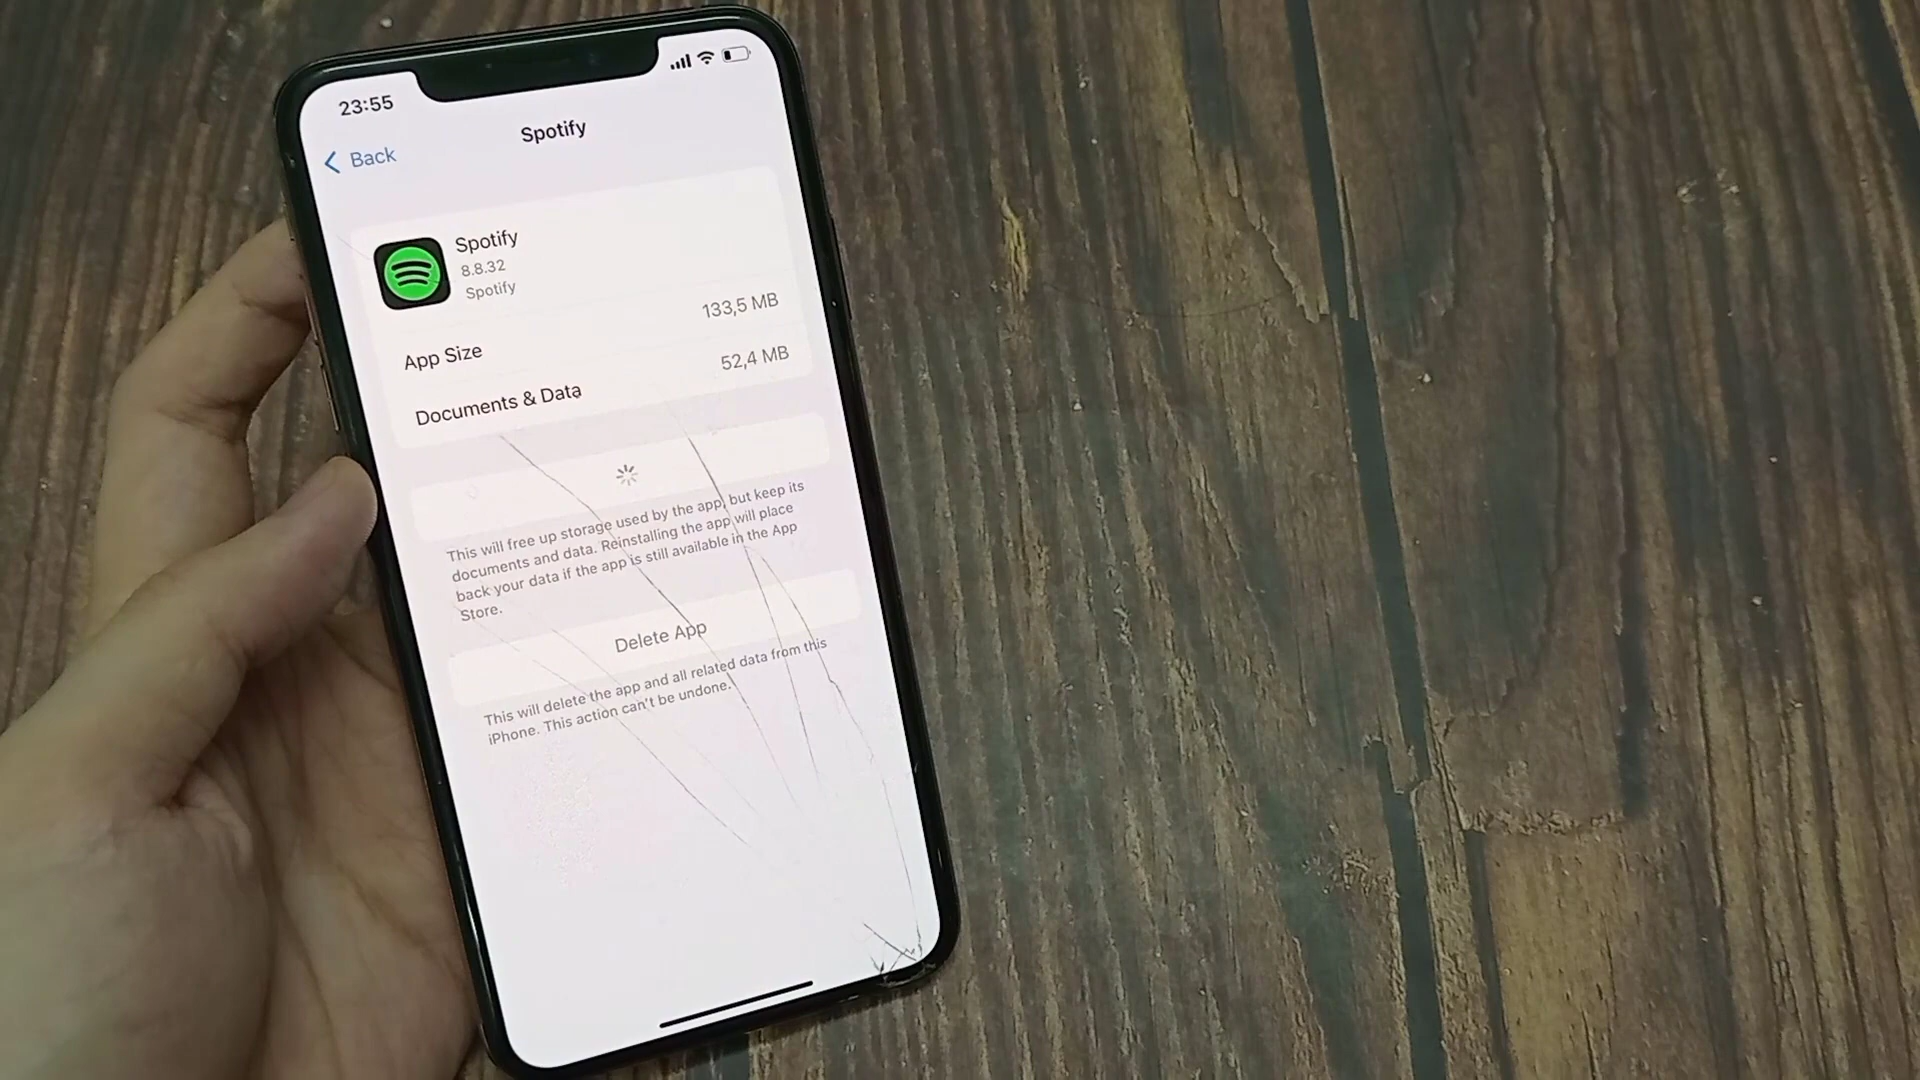 23:55
Back
Spotify
Spotify
8.8.32
Spotify
App Size
133,5 MB
Documents & Data
52,4 MB
This will free up storage used by the app, but keep its
documents and data. Reinstalling the app will place
back your data if the app is still available in the App
Store.
Delete App
This will delete the app and all related data from this
iPhone. This action can't be undone.